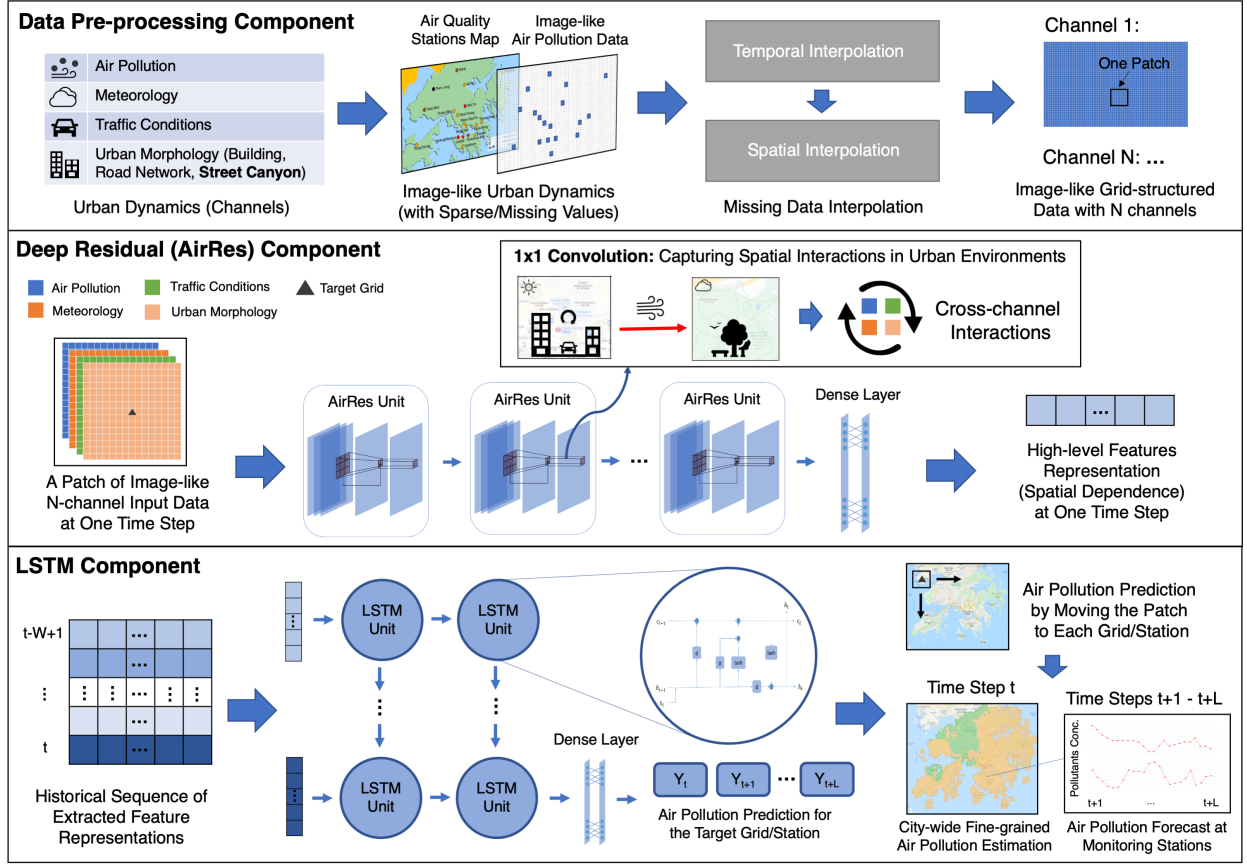 Data Pre-processing Component
Air Pollution
Meteorology
Traffic Conditions
Urban Morphology (Building,
Road Network, Street Canyon)
Urban Dynamics (Channels)
Air Quality
Stations Map
Image-like
Air Pollution Data
Image-like Urban Dynamics
(with Sparse/Missing Values)
Temporal Interpolation
Spatial Interpolation
Missing Data Interpolation
Channel 1:
One Patch
Channel N: ...
Image-like Grid-structured
Data with N channels
Deep Residual (AirRes) Component
Air Pollution
Traffic Conditions
Target Grid
Meteorology
Urban Morphology
1x1 Convolution: Capturing Spatial Interactions in Urban Environments
Cross-channel
Interactions
A Patch of Image-like
N-channel Input Data
at One Time Step
AirRes Unit
AirRes Unit
...
AirRes Unit
Dense Layer
...
High-level Features
Representation
(Spatial Dependence)
at One Time Step
LSTM Component
t-W+1
...
t
Historical Sequence of
Extracted Feature
Representations
LSTM
Unit
LSTM
Unit
LSTM
Unit
LSTM
Unit
Dense Layer
tanh
tanh
Yt
Yt+1
...
Yt+L
Air Pollution Prediction for
the Target Grid/Station
Air Pollution Prediction
by Moving the Patch
to Each Grid/Station
Time Step t
City-wide Fine-grained
Air Pollution Estimation
Time Steps t+1 - t+L
Pollutants Conc.
t+1 ... t+L
Air Pollution Forecast at
Monitoring Stations